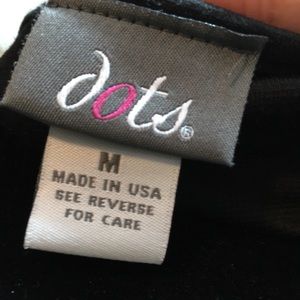 dots®
M
MADE IN USA
SEE REVERSE
FOR CARE